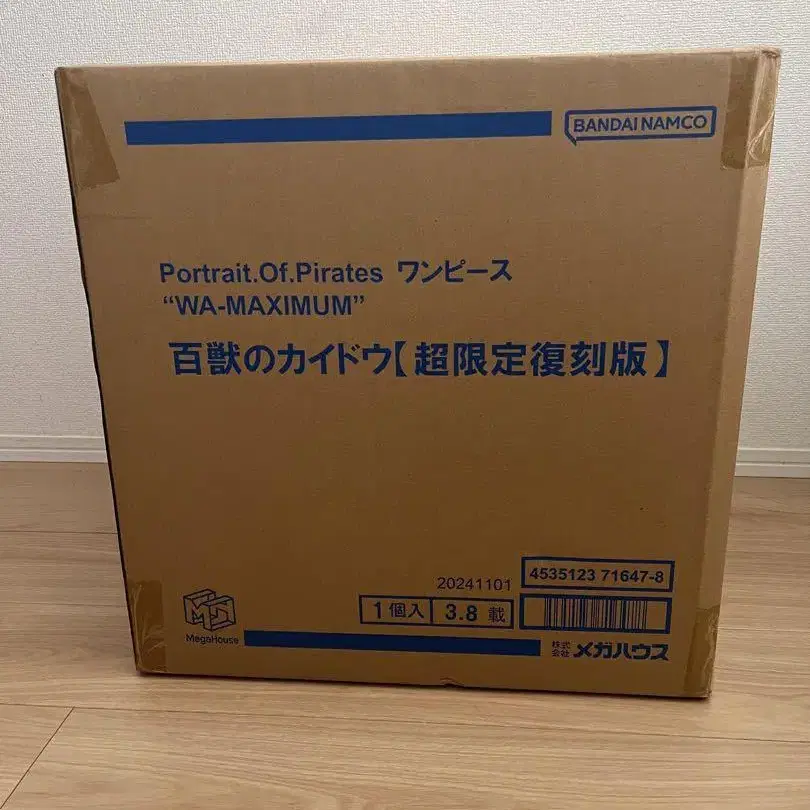 BANDAI NAMCO
Portrait.Of.Pirates ワンピース
“WA-MAXIMUM”
百獣のカイドウ【超限定復刻版】
20241101
4535123 71647-8
1個入 3.8 載
MegaHouse
株式会社 メガハウス